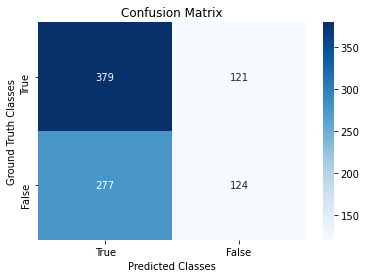 Confusion Matrix
Ground Truth Classes
True
False
379
121
277
124
True
False
Predicted Classes
350
300
250
200
150